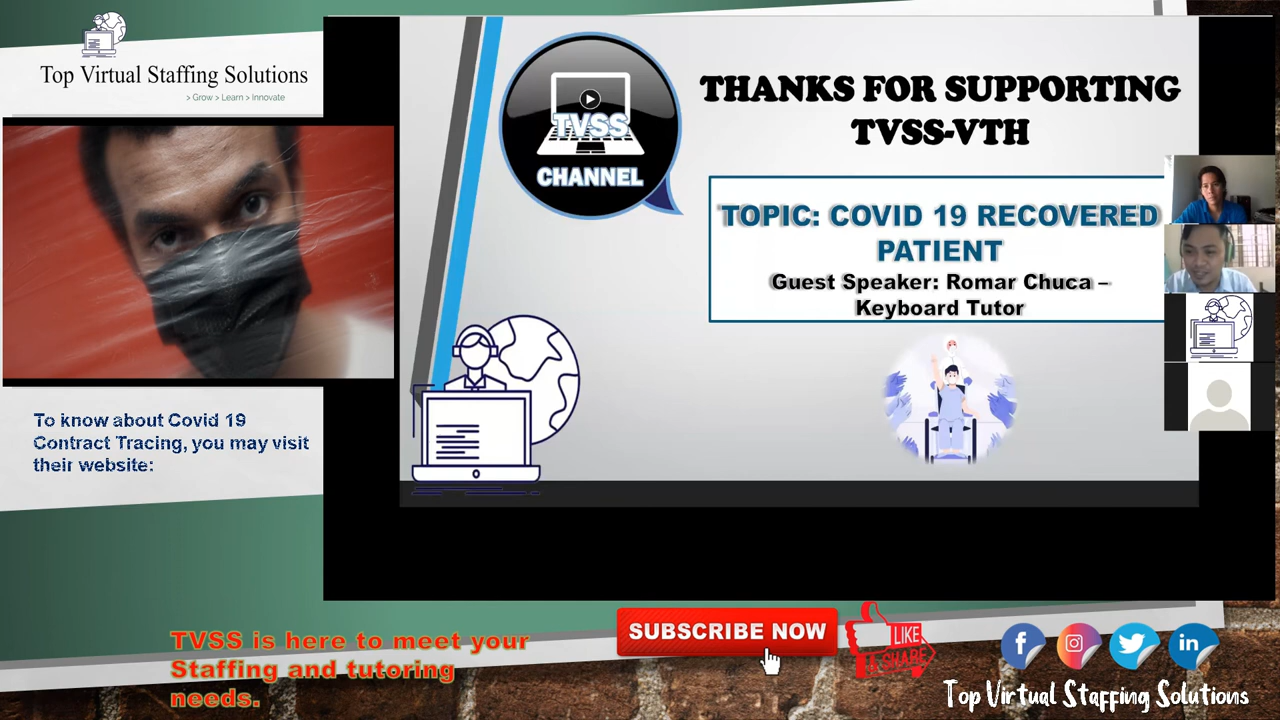 Top Virtual Staffing Solutions
> Grow > Learn > Innovate
To know about Covid 19
Contract Tracing, you may visit
their website:
TVSS
CHANNEL
THANKS FOR SUPPORTING
TVSS-VTH
TOPIC: COVID 19 RECOVERED
PATIENT
Guest Speaker: Romar Chuca –
Keyboard Tutor
TVSS is here to meet your
Staffing and tutoring
needs.
SUBSCRIBE NOW
LIKE
SHARE
f
in
Top Virtual Staffing Solutions